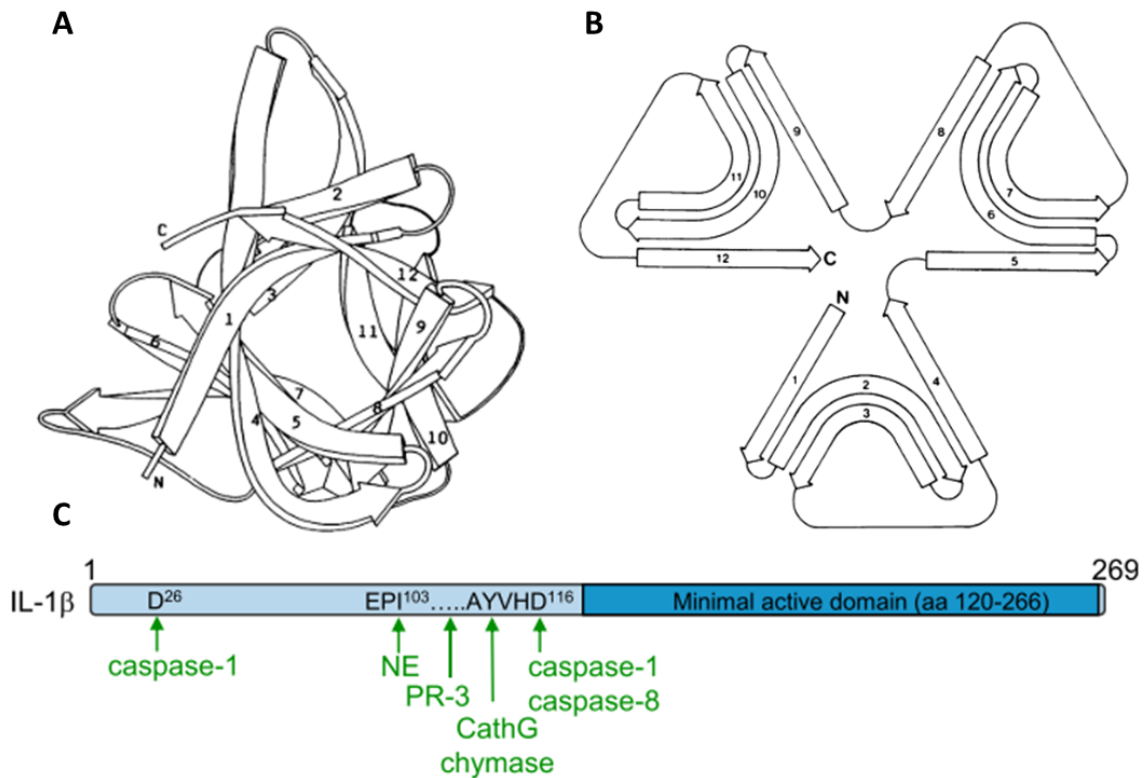 A
B
2
C
12
3
1
9
11
6
7
8
4
5
10
N
9
8
11
10
7
6
12
C
5
N
1
2
4
3
C
1
269
IL-1β
D²⁶
EPI¹⁰³ .....AYVHD¹¹⁶
Minimal active domain (aa 120-266)
caspase-1
NE
caspase-1
PR-3
caspase-8
CathG
chymase